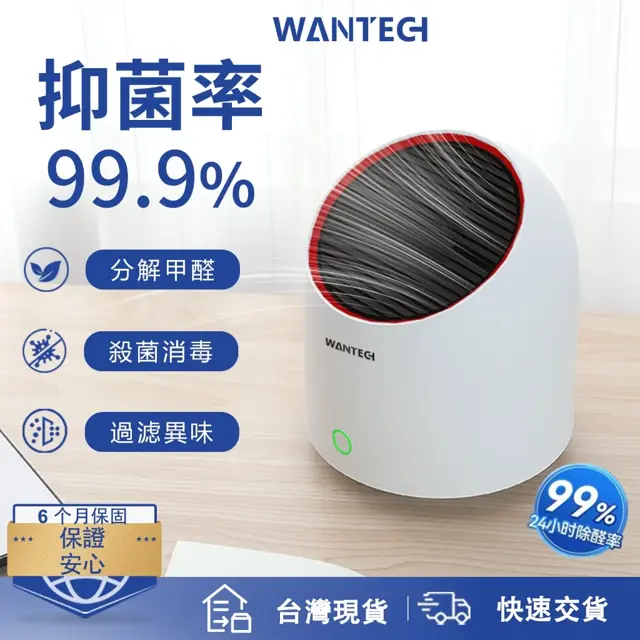 WANTECH
抑菌率
99.9%
分解甲醛
殺菌消毒
過滤異味
WANTECH
99%
24小时除醛率
6个月保固
保證
安心
台灣現貨
快速交貨